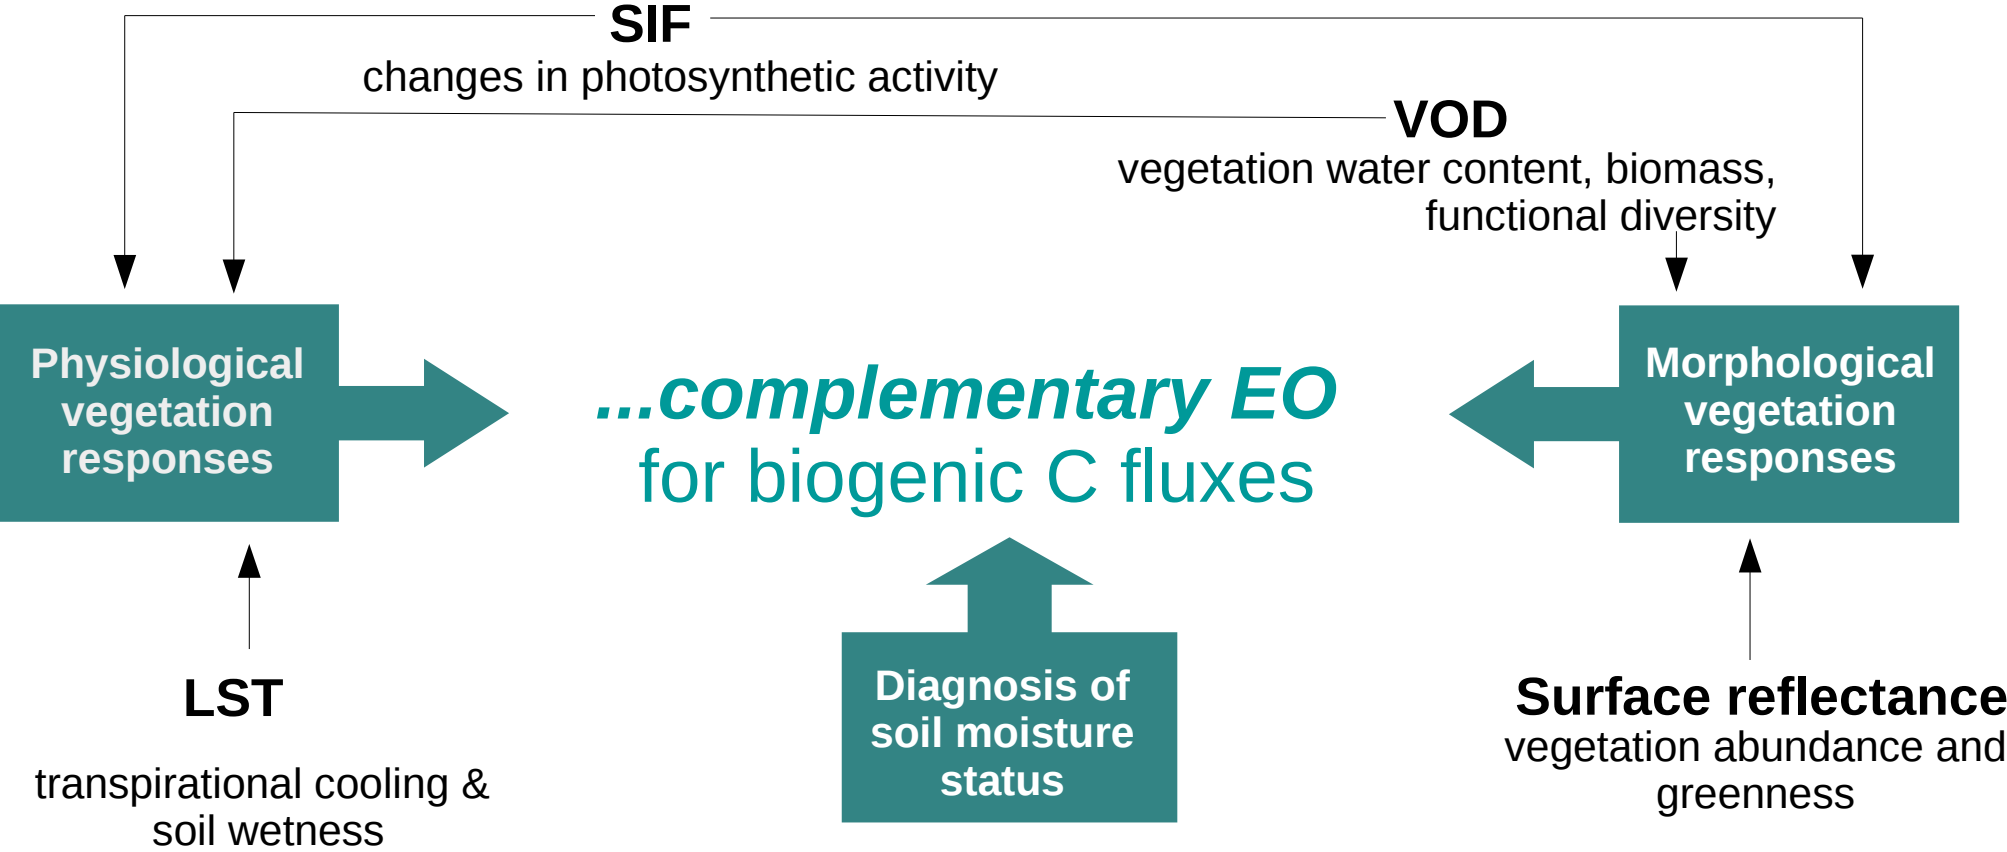 SIF
changes in photosynthetic activity
VOD
vegetation water content, biomass,
functional diversity
Physiological
vegetation
responses
...complementary EO
for biogenic C fluxes
Morphological
vegetation
responses
LST
transpirational cooling &
soil wetness
Diagnosis of
soil moisture
status
Surface reflectance
vegetation abundance and
greenness